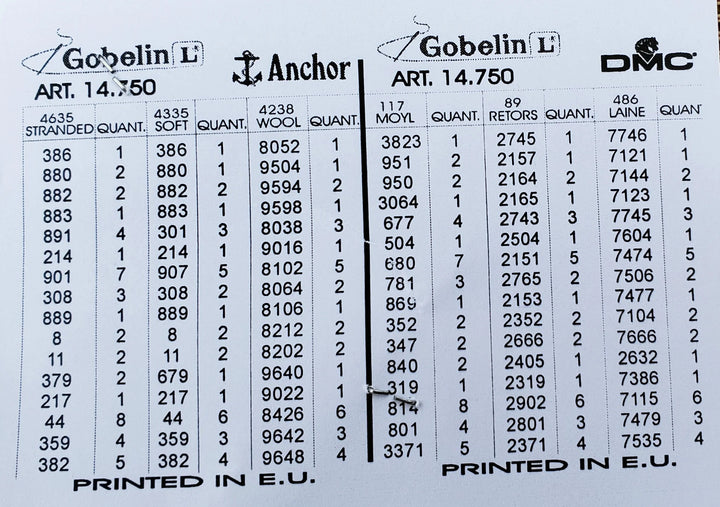 Gobelin L*
Anchor
ART. 14.750
4635 4335 4238
STRANDED QUANT. SOFT QUANT. WOOL QUANT.
386 1 386 1 8052 1
880 2 880 1 9504 1
882 2 882 2 9594 2
883 1 883 1 9598 1
891 4 301 3 8038 3
214 1 214 1 9016 1
901 7 907 5 8102 5
308 3 308 2 8064 2
889 1 889 1 8106 1
8 2 8 2 8212 2
11 2 11 2 8202 2
379 2 679 1 9640 1
217 1 217 1 9022 1
44 8 44 6 8426 6
359 4 359 3 9642 3
382 5 382 4 9648 4
PRINTED IN E.U.
Gobelin L*
DMC
ART. 14.750
117 89 486
MOYL QUANT. RETORS QUANT. LAINE QUAN
3823 1 2745 1 7746 1
951 2 2157 1 7121 1
950 2 2164 2 7144 2
3064 1 2165 1 7123 1
677 4 2743 3 7745 3
504 1 2504 1 7604 1
680 7 2151 5 7474 5
781 3 2765 2 7506 2
869 1 2153 1 7477 1
352 2 2352 2 7104 2
347 2 2666 2 7666 2
840 2 2405 1 2632 1
319 1 2319 1 7386 1
814 8 2902 6 7115 6
801 4 2801 3 7479 3
3371 5 2371 4 7535 4
PRINTED IN E.U.